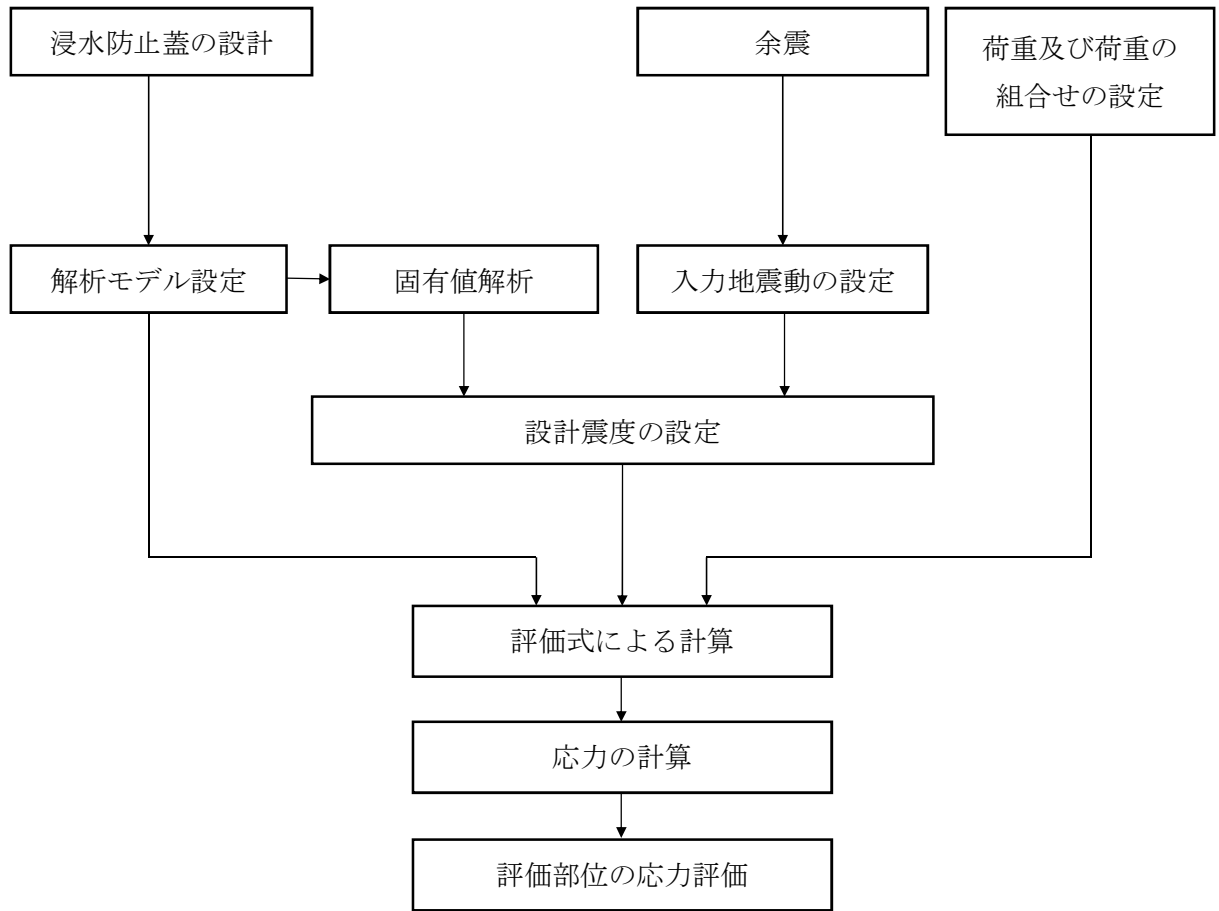 浸水防止蓋の設計
余震
荷重及び荷重の
組合せの設定
解析モデル設定
固有値解析
入力地震動の設定
設計震度の設定
評価式による計算
応力の計算
評価部位の応力評価